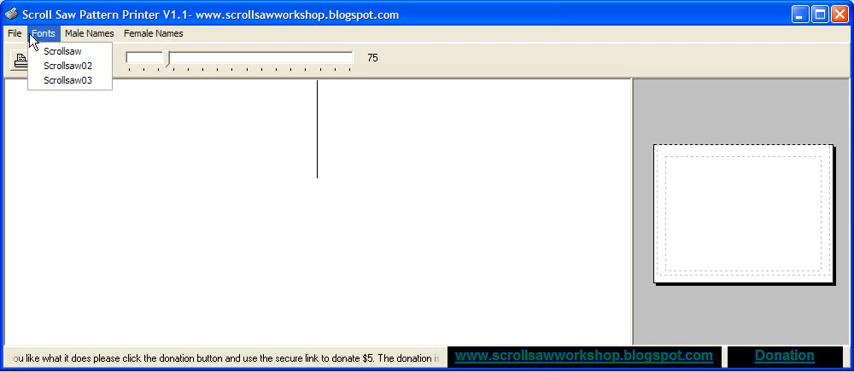 Scroll Saw Pattern Printer V1.1- www.scrollsawworkshop.blogspot.com
File Fonts Male Names Female Names
Scrollsaw
Scrollsaw02
Scrollsaw03
75
ou like what it does please click the donation button and use the secure link to donate $5. The donation is
www.scrollsawworkshop.blogspot.com
Donation